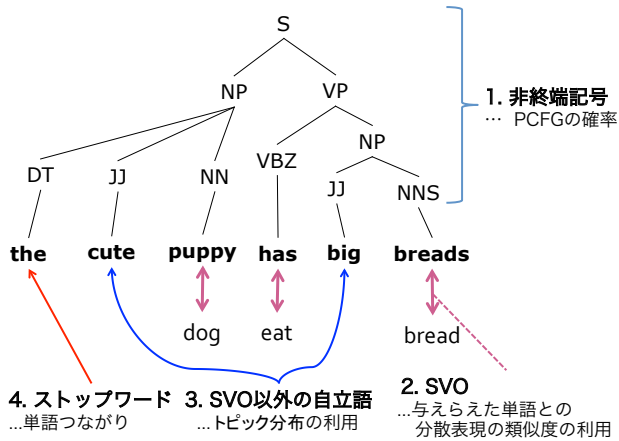 S
NP VP
1. 非終端記号
… PCFGの確率
NP
VBZ
DT JJ NN JJ NNS
the cute puppy has big breads
dog eat bread
4. ストップワード
...単語つながり
3. SVO以外の自立語
...トピック分布の利用
2. SVO
...与えらえた単語との
分散表現の類似度の利用